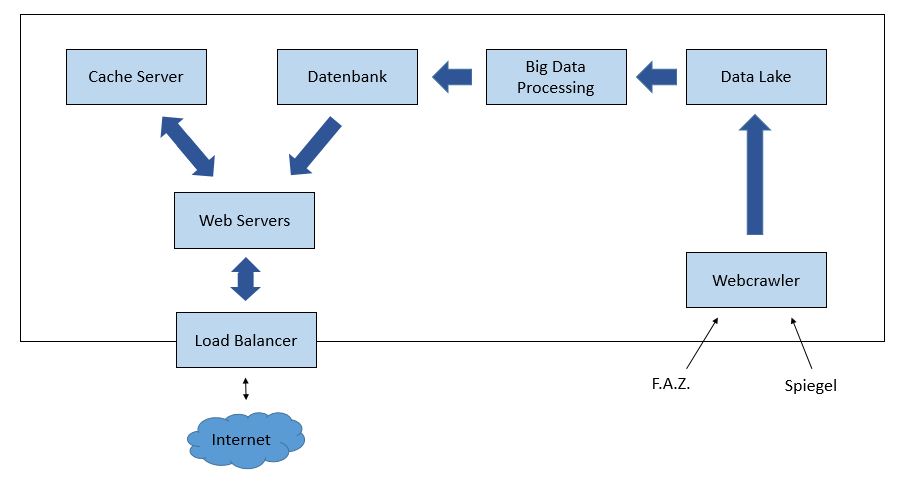 Cache Server
Datenbank
Big Data
Processing
Data Lake
Web Servers
Webcrawler
Load Balancer
F.A.Z.
Spiegel
Internet